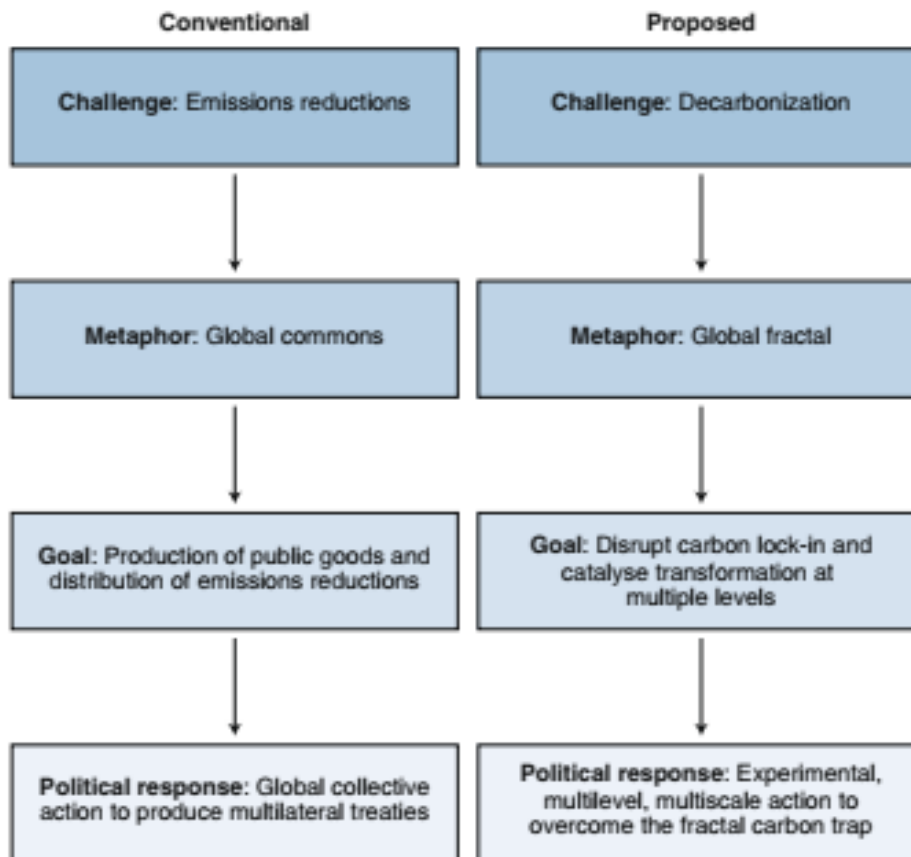 Conventional
Challenge: Emissions reductions
Metaphor: Global commons
Goal: Production of public goods and
distribution of emissions reductions
Political response: Global collective
action to produce multilateral treaties
Proposed
Challenge: Decarbonization
Metaphor: Global fractal
Goal: Disrupt carbon lock-in and
catalyse transformation at
multiple levels
Political response: Experimental,
multilevel, multiscale action to
overcome the fractal carbon trap